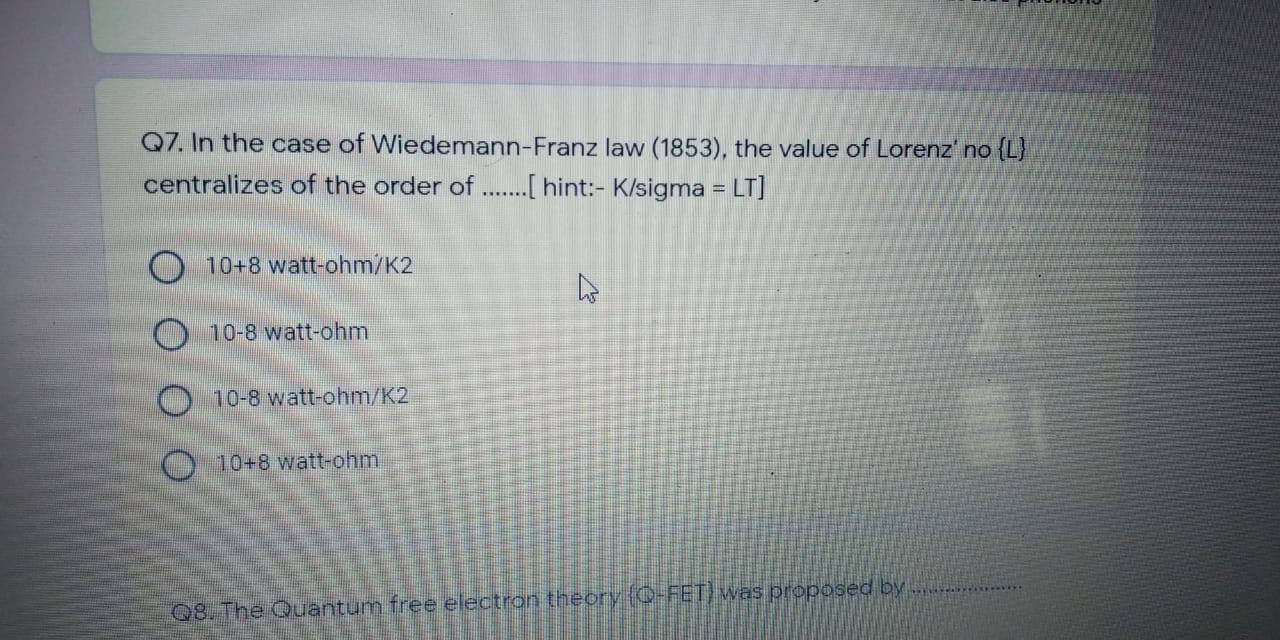 Q7. In the case of Wiedemann-Franz law (1853), the value of Lorenz' no {L}
centralizes of the order of .......[ hint:- K/sigma = LT]
10+8 watt-ohm/K2
10-8 watt-ohm
10-8 watt-ohm/K2
10+8 watt-ohm
Q8. The Quantum free electron theory (Q-FET) was proposed by ....................